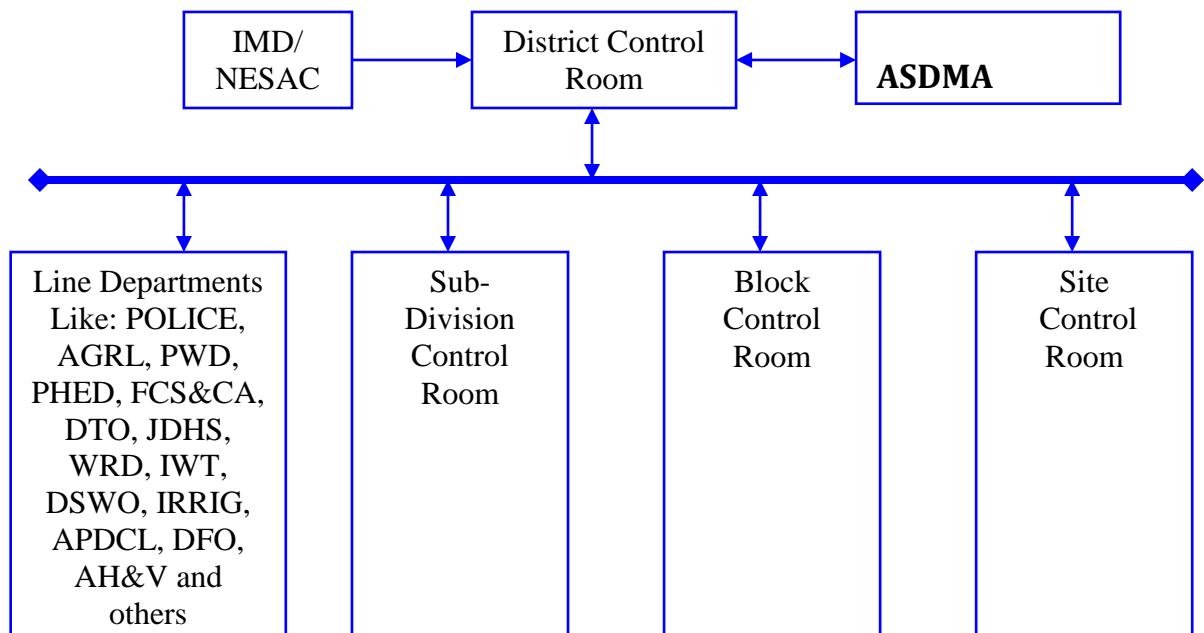 IMD/
NESAC
District Control
Room
ASDMA
Line Departments
Like: POLICE,
AGRL, PWD,
PHED, FCS&CA,
DTO, JDHS,
WRD, IWT,
DSWO, IRRIG,
APDCL, DFO,
AH&V and
others
Sub-
Division
Control
Room
Block
Control
Room
Site
Control
Room